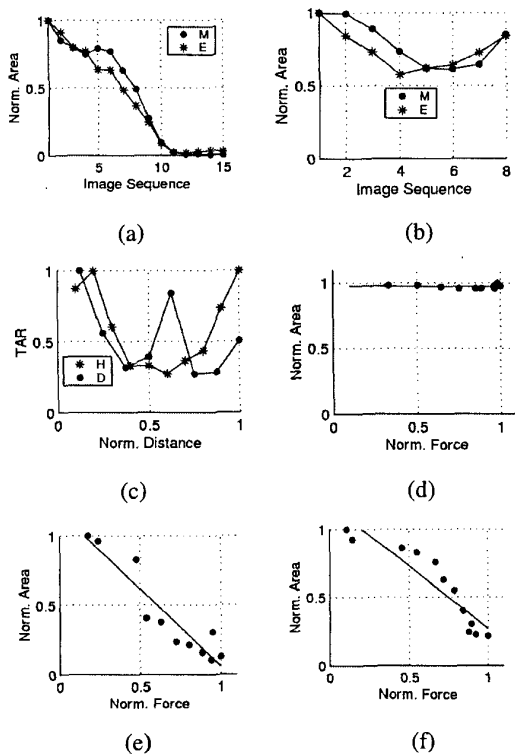 1
0.5
0
5
10
15
Norm. Area
Image Sequence
M
E
(a)
1
0.5
0
2
4
6
8
Norm. Area
Image Sequence
M
E
(b)
1
0.5
0
0
0.5
1
TAR
Norm. Distance
H
D
(c)
1
0.5
0
0
0.5
1
Norm. Area
Norm. Force
(d)
1
0.5
0
0
0.5
1
Norm. Area
Norm. Force
(e)
1
0.5
0
0
0.5
1
Norm. Area
Norm. Force
(f)